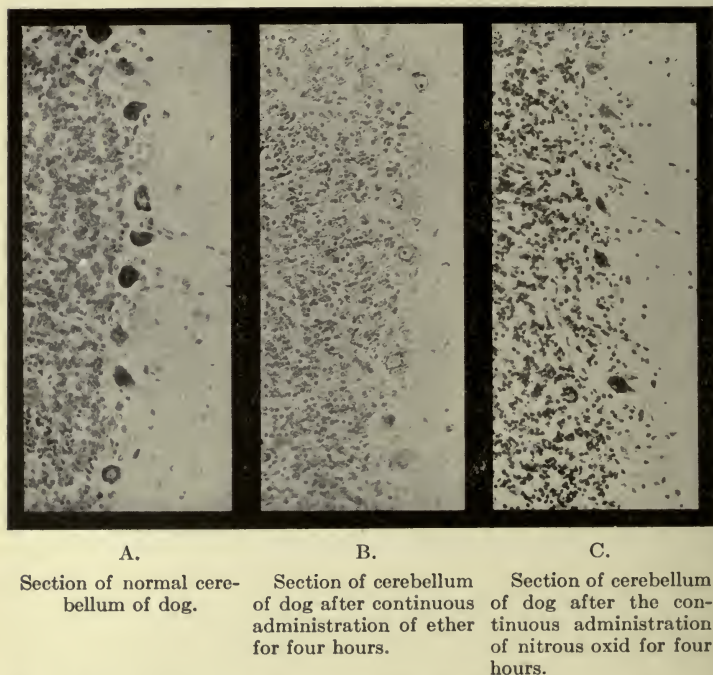 A.
Section of normal cere-
bellum of dog.
B.
Section of cerebellum
of dog after continuous
administration of ether
for four hours.
C.
Section of cerebellum
of dog after the con-
tinuous administration
of nitrous oxid for four
hours.